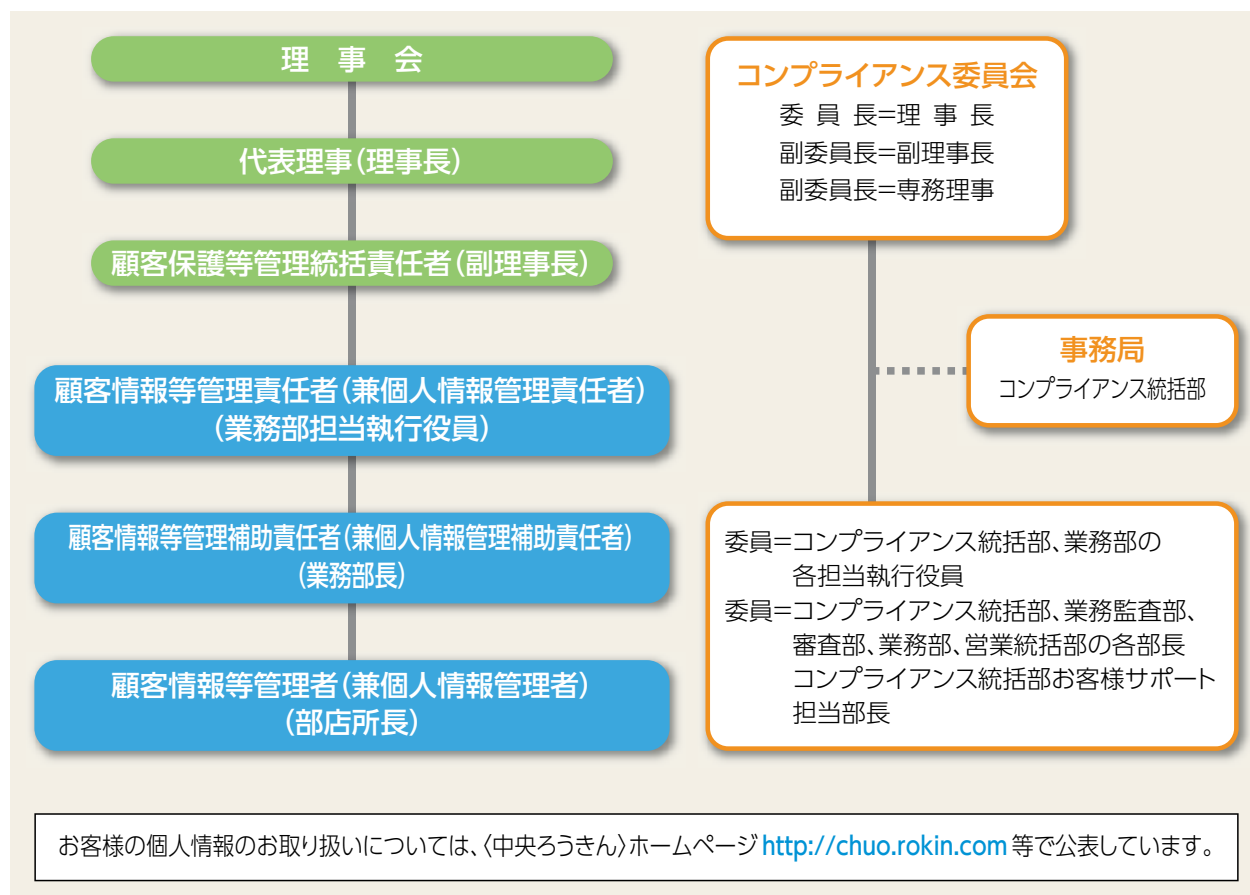 理 事 会
代表理事(理事長)
顧客保護等管理統括責任者(副理事長)
顧客情報等管理責任者(兼個人情報管理責任者)
(業務部担当執行役員)
顧客情報等管理補助責任者(兼個人情報管理補助責任者)
(業務部長)
顧客情報等管理者(兼個人情報管理者)
(部店所長)
コンプライアンス委員会
委 員 長=理 事 長
副委員長=副理事長
副委員長=専務理事
事務局
コンプライアンス統括部
委員=コンプライアンス統括部、業務部の
各担当執行役員
委員=コンプライアンス統括部、業務監査部、
審査部、業務部、営業統括部の各部長
コンプライアンス統括部お客様サポート
担当部長
お客様の個人情報のお取り扱いについては、〈中央ろうきん〉ホームページ http://chuo.rokin.com 等で公表しています。